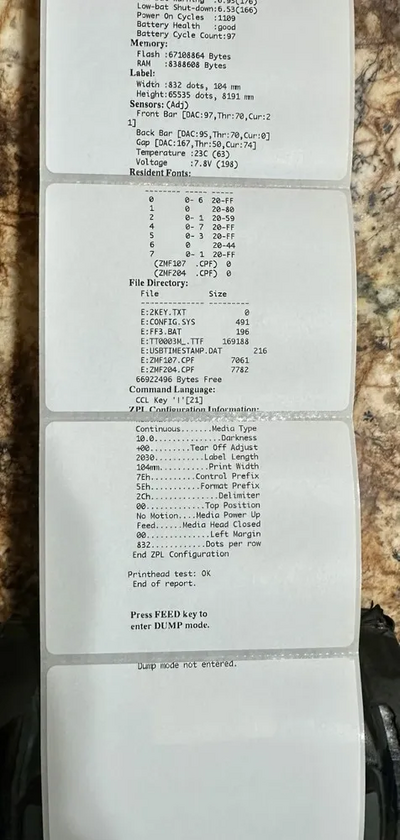 Low-bat Shut-down:6.53(166)
Power On Cycles :1109
Battery Health :good
Battery Cycle Count:97
Memory:
Flash :67108864 Bytes
RAM :8388608 Bytes
Label:
Width :832 dots, 104 mm
Height:65535 dots, 8191 mm
Sensors: (Adj)
Front Bar [DAC:97,Thr:70,Cur:2
1]
Back Bar [DAC:95,Thr:70,Cur:0]
Gap [DAC:167,Thr:50,Cur:74]
Temperature :23C (63)
Voltage :7.8V (198)
Resident Fonts:
-------- ----- -----
0 0- 6 20-FF
1 0 20-80
2 0- 1 20-59
4 0- 7 20-FF
5 0- 3 20-FF
6 0 20-44
7 0- 1 20-FF
(ZMF107 .CPF) 0
(ZMF204 .CPF) 0
File Directory:
File Size
-------------- ---------
E:2KEY.TXT 0
E:CONFIG.SYS 491
E:FF3.BAT 196
E:TT0003M_.TTF 169188
E:USBTIMESTAMP.DAT 216
E:ZMF107.CPF 7061
E:ZMF204.CPF 7782
66922496 Bytes Free
Command Language:
CCL Key '!'[21]
ZPL Configuration Information:
Continuous.......Media Type
10.0..............Darkness
+00.........Tear Off Adjust
2030...........Label Length
104mm...........Print Width
7Eh..........Control Prefix
5Eh...........Format Prefix
2Ch...............Delimiter
00.............Top Position
No Motion....Media Power Up
Feed......Media Head Closed
00..............Left Margin
832............Dots per row
End ZPL Configuration
Printhead test: OK
End of report.
Press FEED key to
enter DUMP mode.
Dump mode not entered.